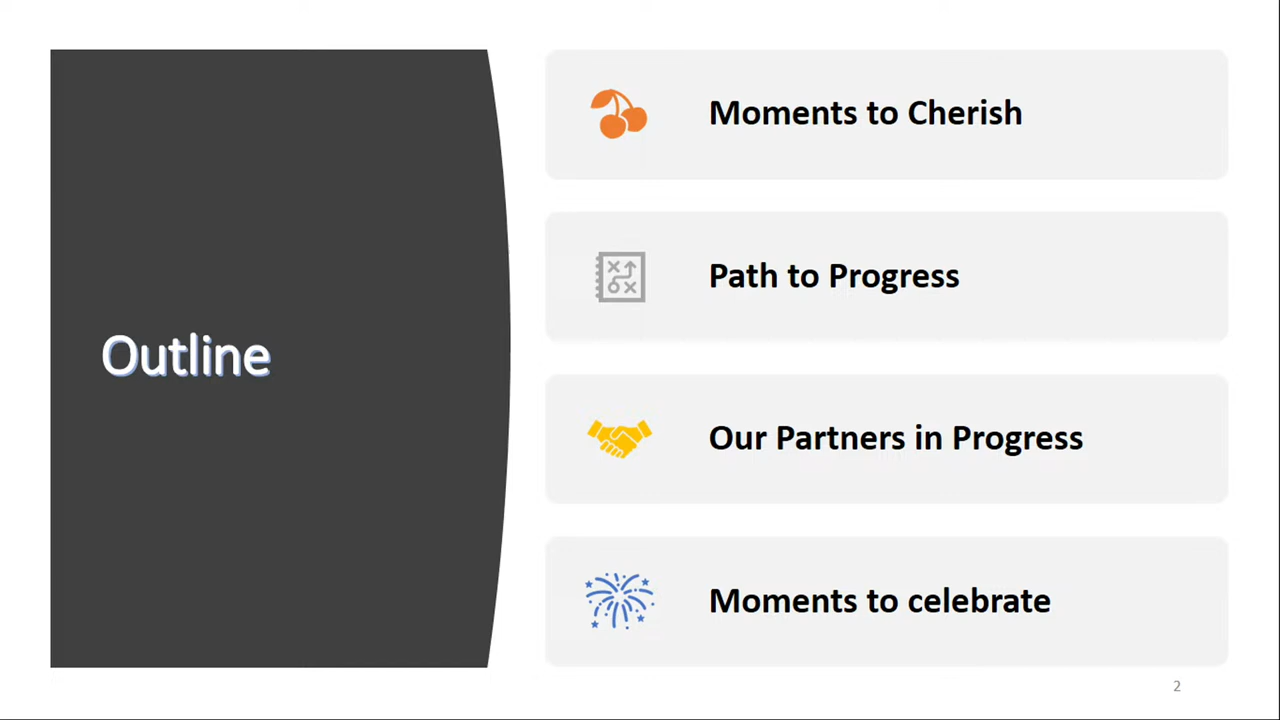 Outline
Moments to Cherish
Path to Progress
Our Partners in Progress
Moments to celebrate
2